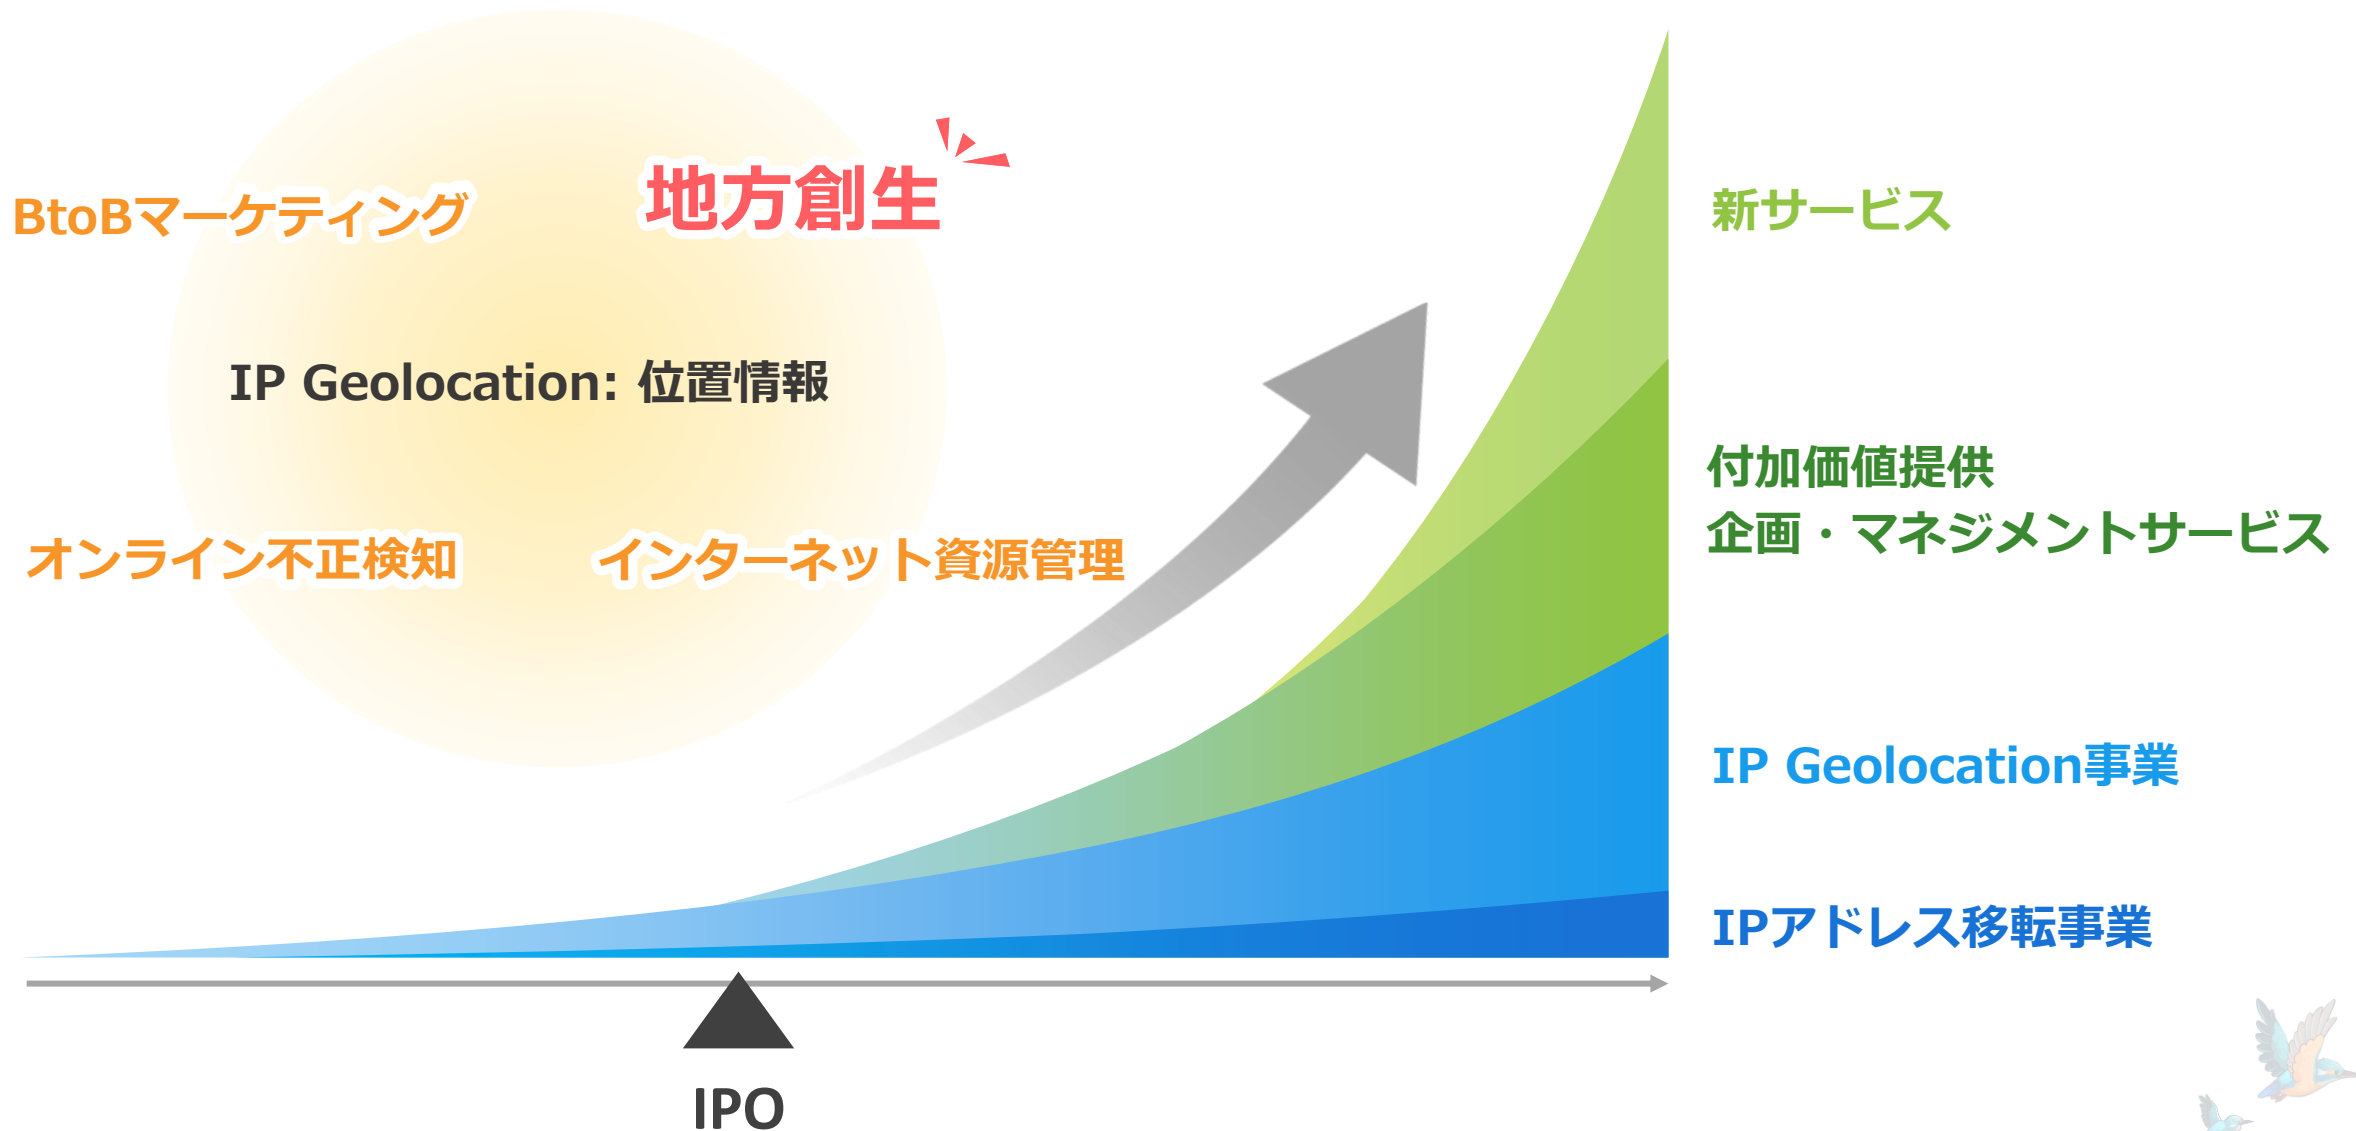 BtoBマーケティング
地方創生
IP Geolocation: 位置情報
オンライン不正検知
インターネット資源管理
新サービス
付加価値提供
企画・マネジメントサービス
IP Geolocation事業
IPアドレス移転事業
IPO